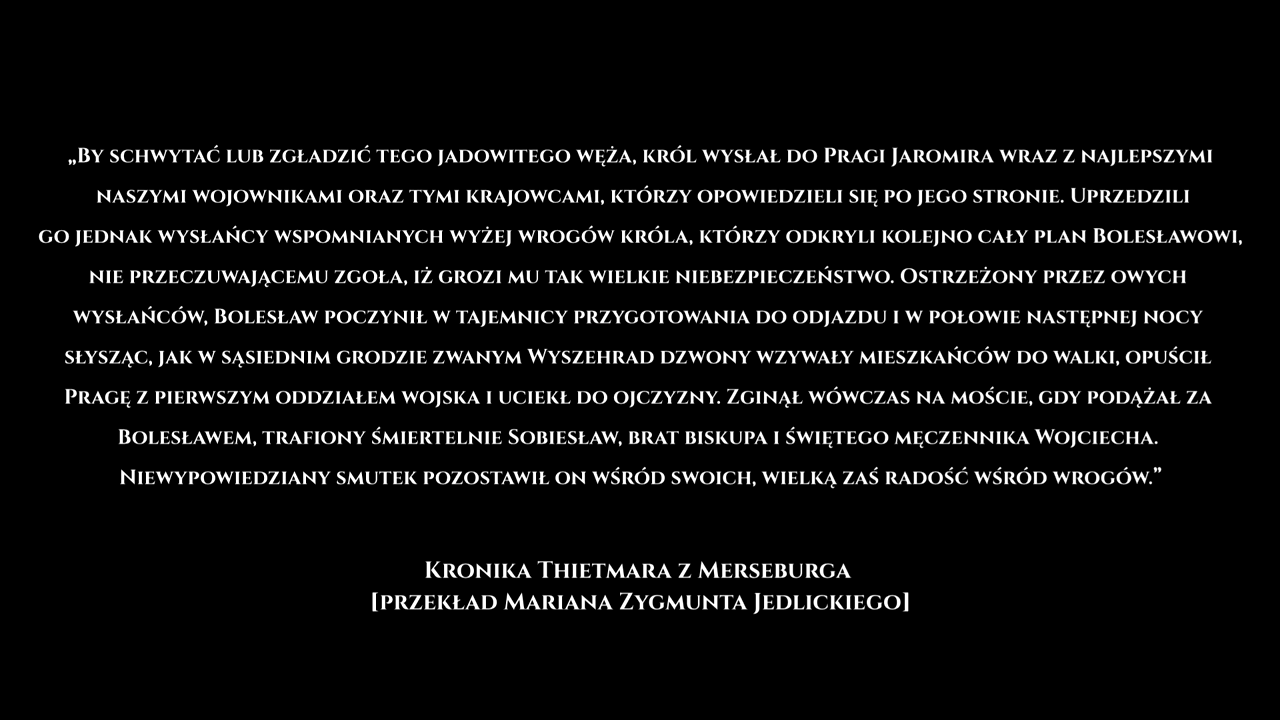 „By schwytać lub zgładzić tego jadowitego węża, król wysłał do Pragi Jaromira wraz z najlepszymi
naszymi wojownikami oraz tymi krajowcami, którzy opowiedzieli się po jego stronie. Uprzedzili
go jednak wysłańcy wspomnianych wyżej wrogów króla, którzy odkryli kolejno cały plan Bolesławowi,
nie przeczuwającemu zgoła, iż grozi mu tak wielkie niebezpieczeństwo. Ostrzeżony przez owych
wysłańców, Bolesław poczynił w tajemnicy przygotowania do odjazdu i w połowie następnej nocy
słysząc, jak w sąsiednim grodzie zwanym Wyszehrad dzwony wzywały mieszkańców do walki, opuścił
Pragę z pierwszym oddziałem wojska i uciekł do ojczyzny. Zginął wówczas na moście, gdy podążał za
Bolesławem, trafiony śmiertelnie Sobiesław, brat biskupa i świętego męczennika Wojciecha.
Niewypowiedziany smutek pozostawił on wśród swoich, wielką zaś radość wśród wrogów.”
Kronika Thietmara z Merseburga
[przekład Mariana Zygmunta Jedlickiego]